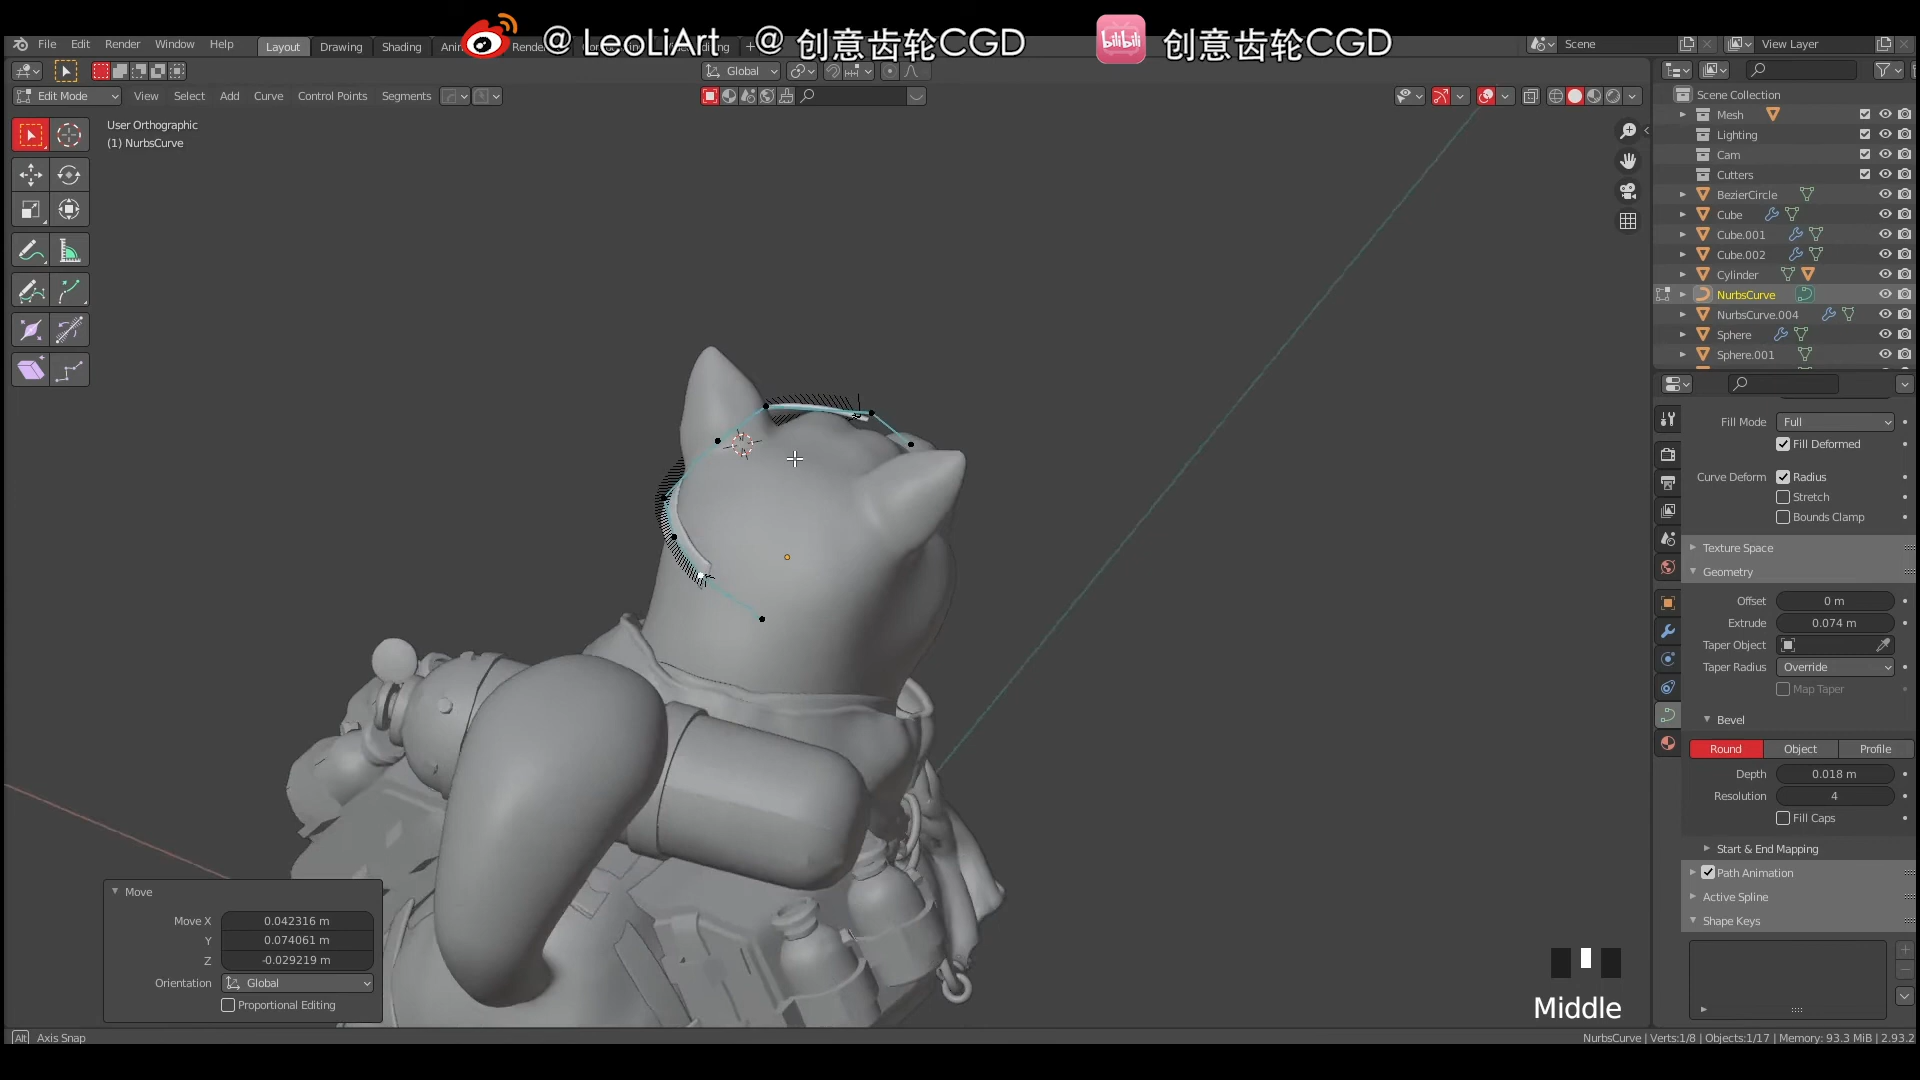 @ LeoLiArt @ 创意齿轮CGD
bilibili 创意齿轮CGD
File Edit Render Window Help Layout Drawing Shading
Scene View Layer
Global
Edit Mode View Select Add Curve Control Points Segments
User Orthographic
(1) NurbsCurve
Scene Collection
Mesh
Lighting
Cam
Cutters
BezierCircle
Cube
Cube.001
Cube.002
Cylinder
NurbsCurve
NurbsCurve.004
Sphere
Sphere.001
Fill Mode Full
Fill Deformed
Curve Deform Radius
Stretch
Bounds Clamp
Texture Space
Geometry
Offset 0 m
Extrude 0.074 m
Taper Object
Taper Radius Override
Map Taper
Bevel
Round Object Profile
Depth 0.018 m
Resolution 4
Fill Caps
Start & End Mapping
Path Animation
Active Spline
Shape Keys
Move
Move X 0.042316 m
Y 0.074061 m
Z -0.029219 m
Orientation Global
Proportional Editing
Middle
Alt Axis Snap
NurbsCurve | Verts:1/8 | Objects:1/17 | Memory: 93.3 MiB | 2.93.2